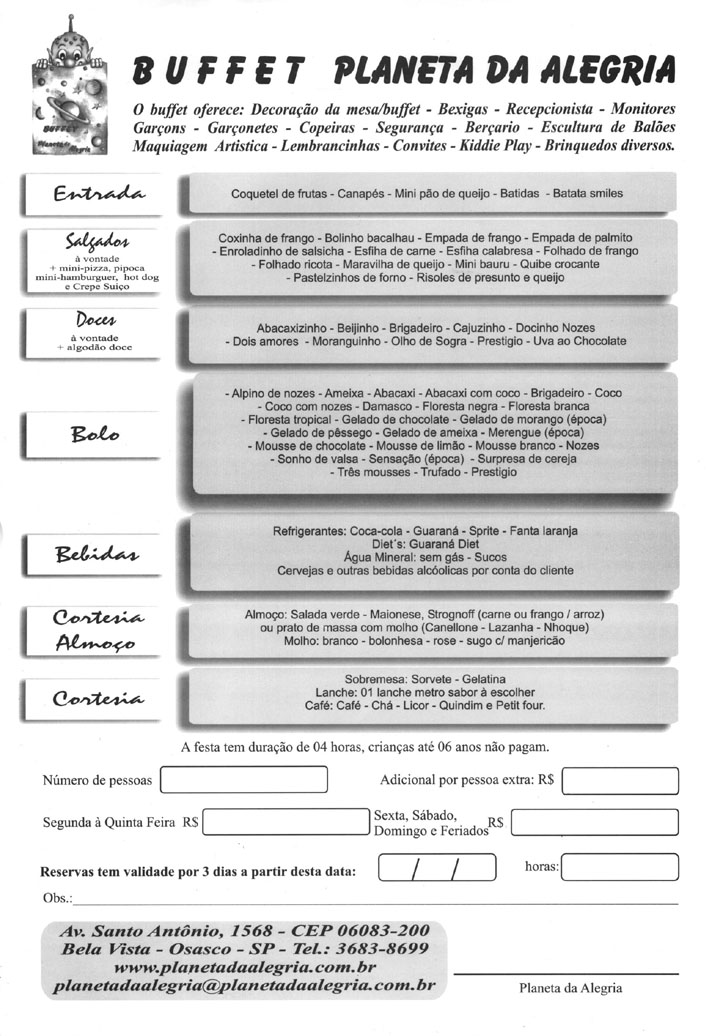 BUFFET
Planeta da Alegria
BUFFET PLANETA DA ALEGRIA
O buffet oferece: Decoração da mesa/buffet - Bexigas - Recepcionista - Monitores
Garçons - Garçonetes - Copeiras - Segurança - Berçario - Escultura de Balões
Maquiagem Artistica - Lembrancinhas - Convites - Kiddie Play - Brinquedos diversos.
Entrada
Coquetel de frutas - Canapés - Mini pão de queijo - Batidas - Batata smiles
Salgados
à vontade
+ mini-pizza, pipoca
mini-hamburguer, hot dog
e Crepe Suiço
Coxinha de frango - Bolinho bacalhau - Empada de frango - Empada de palmito
- Enroladinho de salsicha - Esfiha de carne - Esfiha calabresa - Folhado de frango
- Folhado ricota - Maravilha de queijo - Mini bauru - Quibe crocante
- Pastelzinhos de forno - Risoles de presunto e queijo
Doces
à vontade
+ algodão doce
Abacaxizinho - Beijinho - Brigadeiro - Cajuzinho - Docinho Nozes
- Dois amores - Moranguinho - Olho de Sogra - Prestigio - Uva ao Chocolate
Bolo
- Alpino de nozes - Ameixa - Abacaxi - Abacaxi com coco - Brigadeiro - Coco
- Coco com nozes - Damasco - Floresta negra - Floresta branca
- Floresta tropical - Gelado de chocolate - Gelado de morango (época)
- Gelado de pêssego - Gelado de ameixa - Merengue (época)
- Mousse de chocolate - Mousse de limão - Mousse branco - Nozes
- Sonho de valsa - Sensação (época) - Surpresa de cereja
- Três mousses - Trufado - Prestigio
Bebidas
Refrigerantes: Coca-cola - Guaraná - Sprite - Fanta laranja
Diet´s: Guaraná Diet
Água Mineral: sem gás - Sucos
Cervejas e outras bebidas alcóolicas por conta do cliente
Cortesia
Almoço
Almoço: Salada verde - Maionese, Strognoff (carne ou frango / arroz)
ou prato de massa com molho (Canellone - Lazanha - Nhoque)
Molho: branco - bolonhesa - rose - sugo c/ manjericão
Cortesia
Sobremesa: Sorvete - Gelatina
Lanche: 01 lanche metro sabor à escolher
Café: Café - Chá - Licor - Quindim e Petit four.
A festa tem duração de 04 horas, crianças até 06 anos não pagam.
Número de pessoas
Adicional por pessoa extra: R$
Segunda à Quinta Feira R$
Sexta, Sábado,
Domingo e Feriados R$
Reservas tem validade por 3 dias a partir desta data: / /
horas:
Obs.:
Av. Santo Antônio, 1568 - CEP 06083-200
Bela Vista - Osasco - SP - Tel.: 3683-8699
www.planetadaalegria.com.br
planetadaalegria@planetadaalegria.com.br
Planeta da Alegria